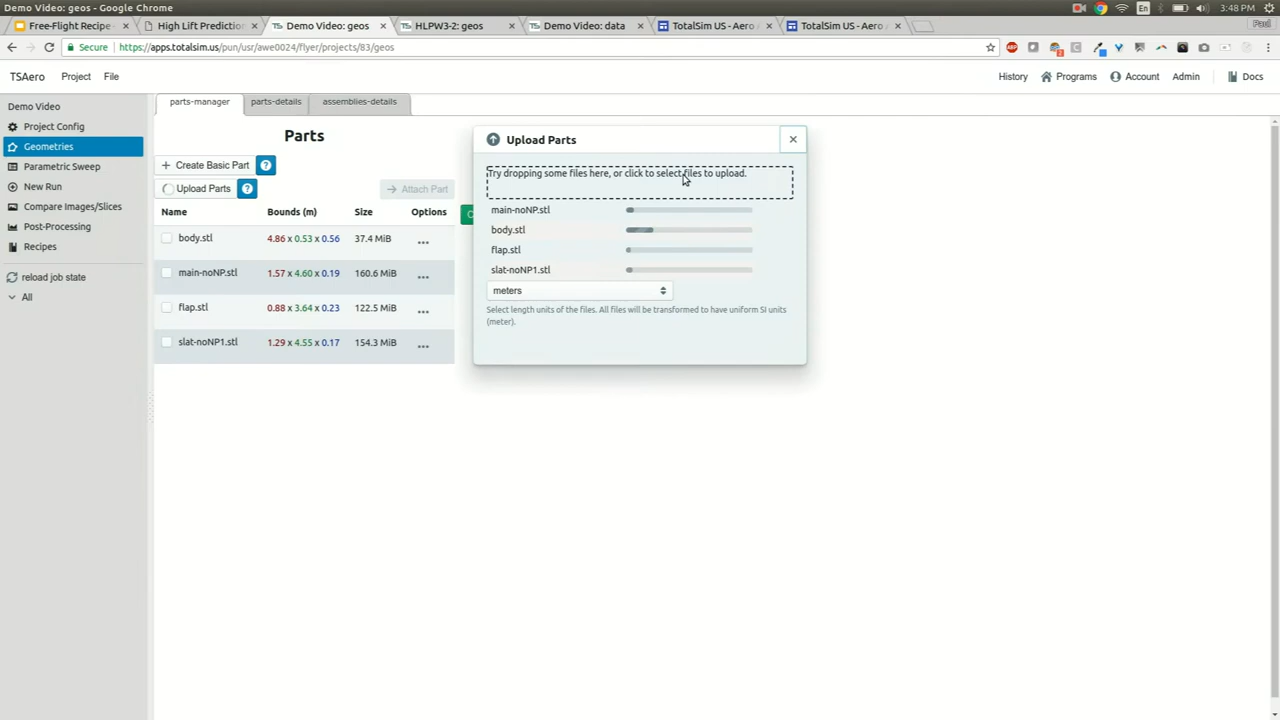 Demo Video: geos - Google Chrome
En
3:48 PM
Free-Flight Recipe
High Lift Prediction
Demo Video: geos
HLPW3-2: geos
Demo Video: data
TotalSim US - Aero
TotalSim US - Aero
Paul
Secure
https://apps.totalsim.us/pun/usr/awe0024/flyer/projects/83/geos
TSAero
Project
File
History
Programs
Account
Admin
Docs
Demo Video
Project Config
Geometries
Parametric Sweep
New Run
Compare Images/Slices
Post-Processing
Recipes
reload job state
All
parts-manager
parts-details
assemblies-details
Parts
Create Basic Part ?
Upload Parts ?
Attach Part
Name Bounds (m) Size Options
body.stl 4.86 x 0.53 x 0.56 37.4 MiB
main-noNP.stl 1.57 x 4.60 x 0.19 160.6 MiB
flap.stl 0.88 x 3.64 x 0.23 122.5 MiB
slat-noNP1.stl 1.29 x 4.55 x 0.17 154.3 MiB
Upload Parts
Try dropping some files here, or click to select files to upload.
main-noNP.stl
body.stl
flap.stl
slat-noNP1.stl
meters
Select length units of the files. All files will be transformed to have uniform SI units
(meter).